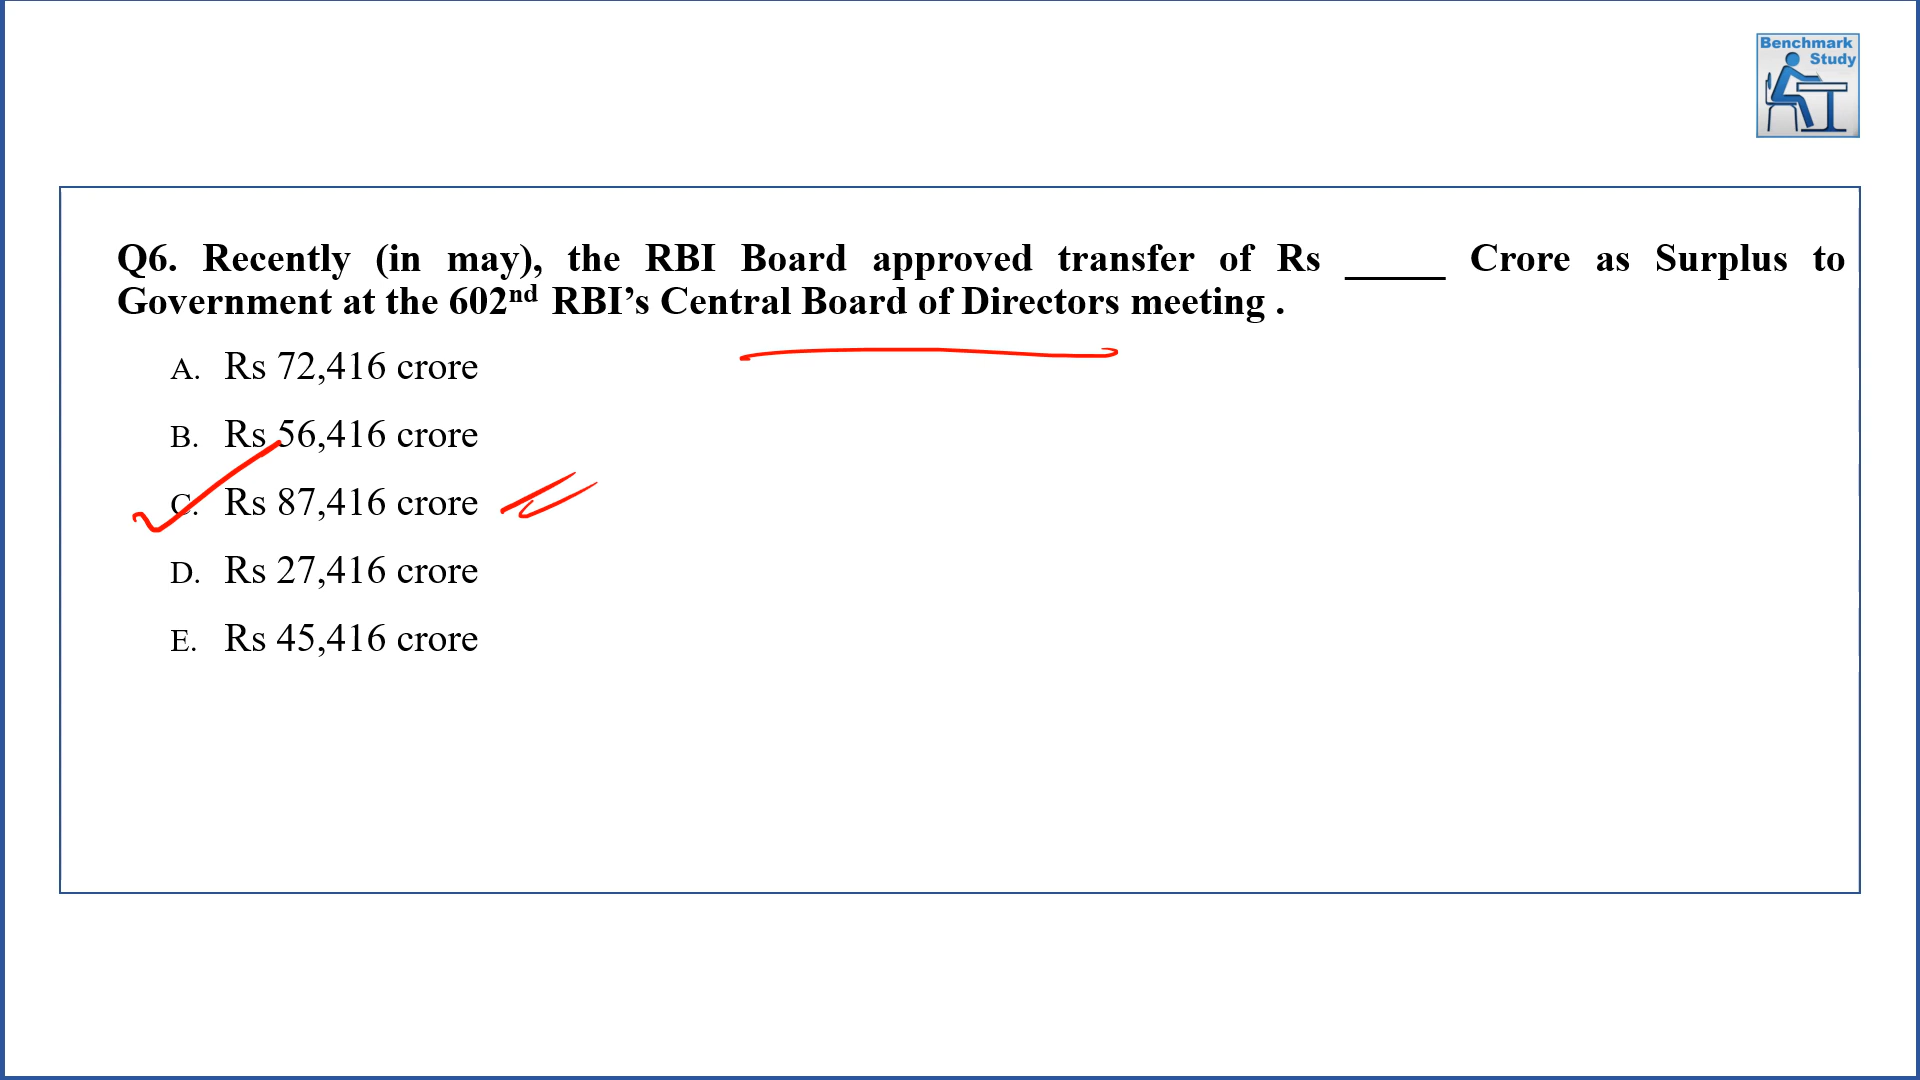 Benchmark
Study
Q6. Recently (in may), the RBI Board approved transfer of Rs _____ Crore as Surplus to
Government at the 602nd RBI’s Central Board of Directors meeting .
A. Rs 72,416 crore
B. Rs 56,416 crore
C. Rs 87,416 crore
D. Rs 27,416 crore
E. Rs 45,416 crore